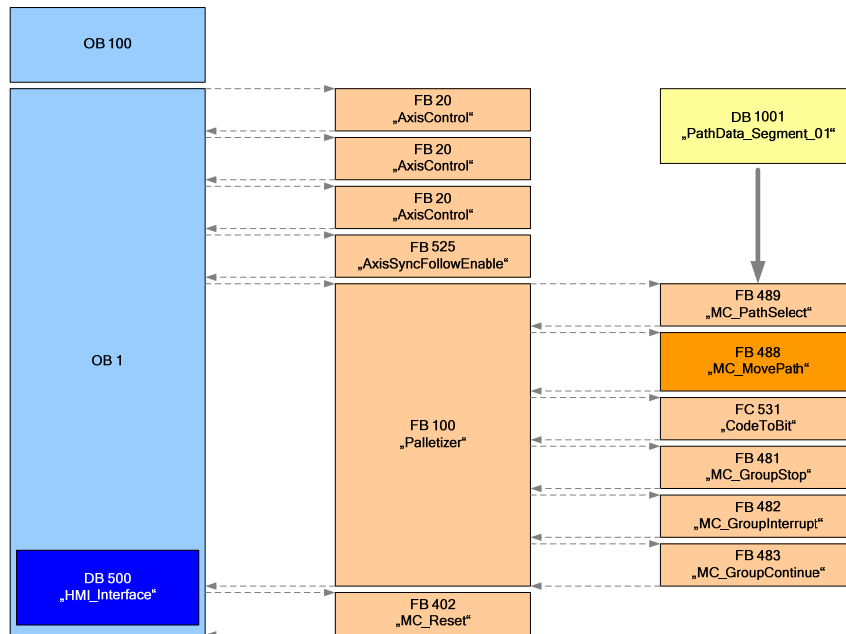 OB 100
FB 20
„AxisControl“
DB 1001
„PathData_Segment_01“
FB 20
„AxisControl“
FB 20
„AxisControl“
FB 525
„AxisSyncFollowEnable“
OB 1
FB 100
„Palletizer“
FB 489
„MC_PathSelect“
FB 488
„MC_MovePath“
FC 531
„CodeToBit“
FB 481
„MC_GroupStop“
FB 482
„MC_GroupInterrupt“
FB 483
„MC_GroupContinue“
DB 500
„HMI_Interface“
FB 402
„MC_Reset“